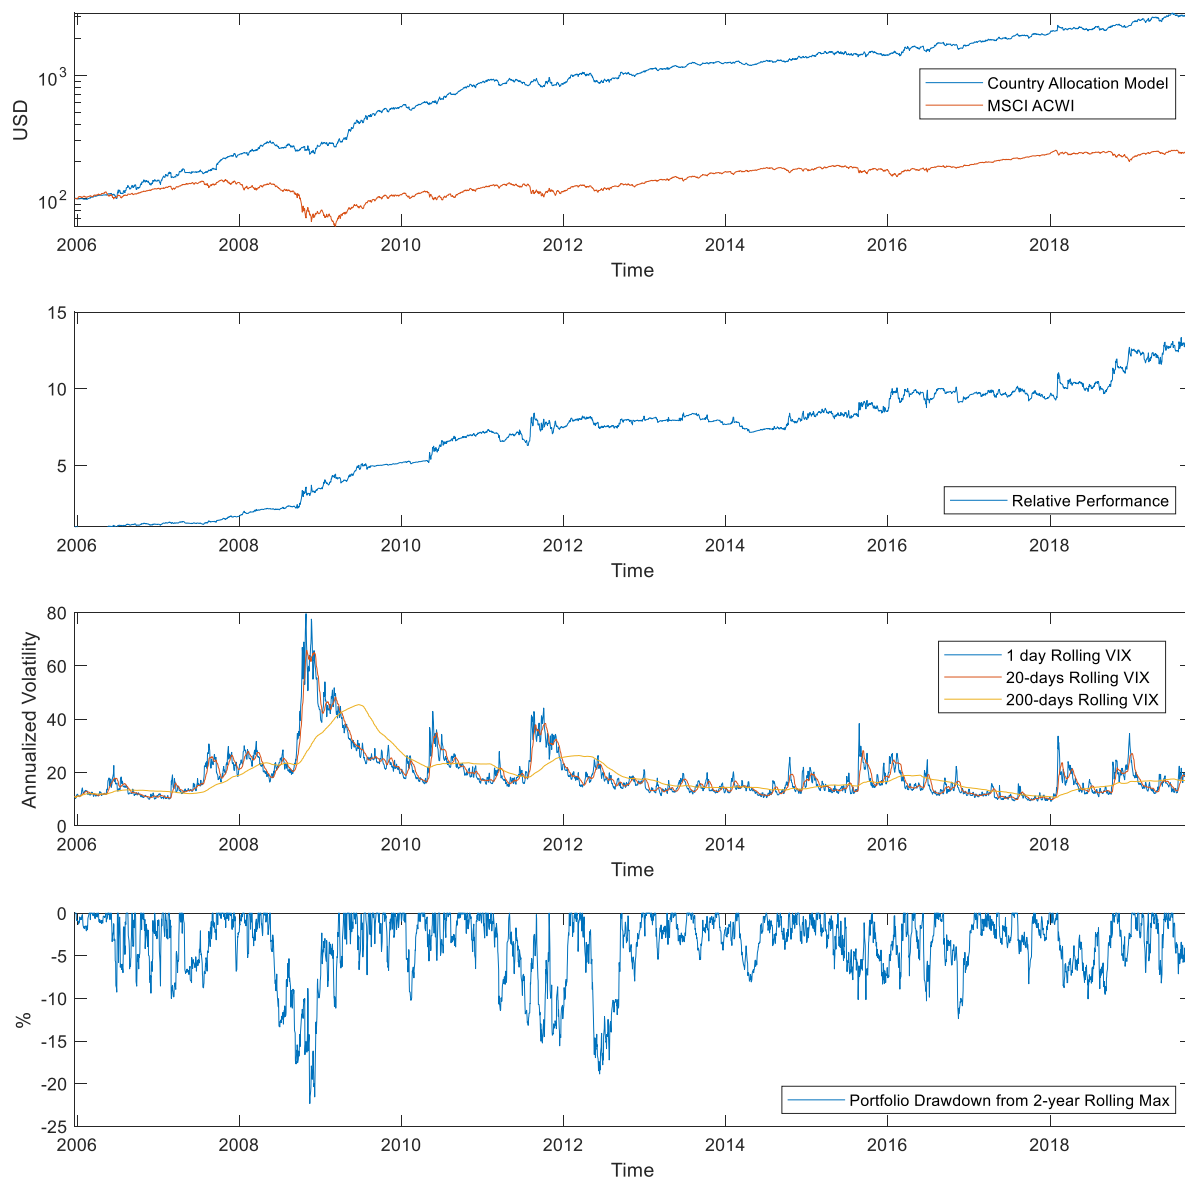 USD
10^3
10^2
Country Allocation Model
MSCI ACWI
2006 2008 2010 2012 2014 2016 2018
Time
15
10
5
Relative Performance
2006 2008 2010 2012 2014 2016 2018
Time
Annualized Volatility
80
60
40
20
0
1 day Rolling VIX
20-days Rolling VIX
200-days Rolling VIX
2006 2008 2010 2012 2014 2016 2018
Time
%
0
-5
-10
-15
-20
-25
Portfolio Drawdown from 2-year Rolling Max
2006 2008 2010 2012 2014 2016 2018
Time